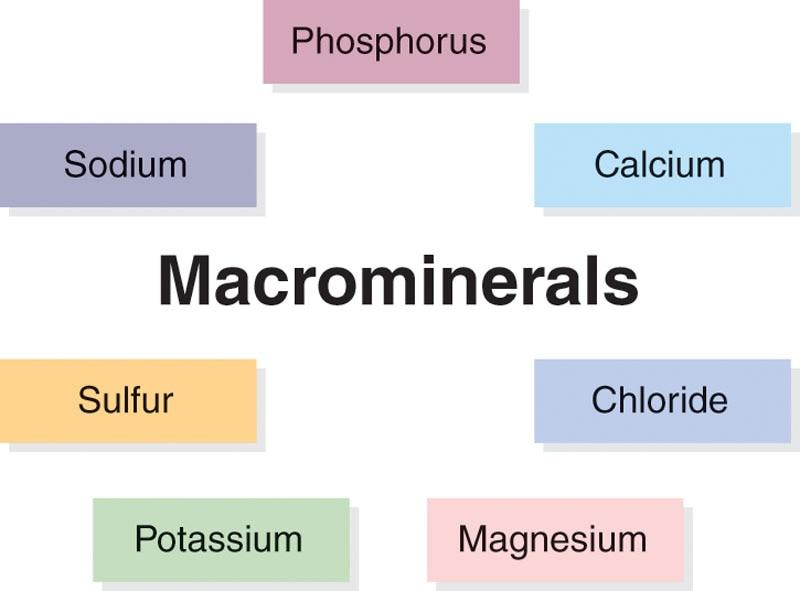 Phosphorus
Sodium
Calcium
Macrominerals
Sulfur
Chloride
Potassium
Magnesium